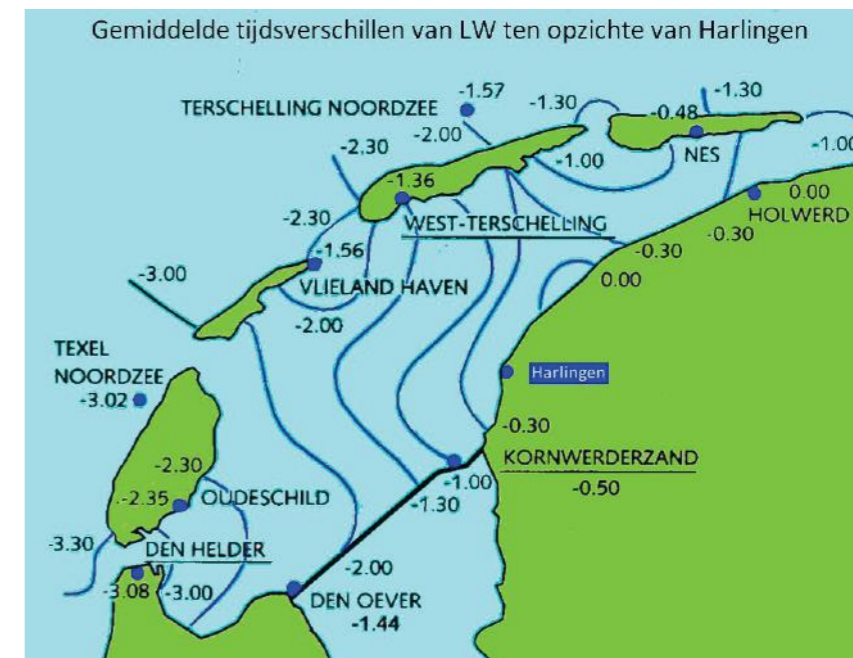 Gemiddelde tijdsverschillen van LW ten opzichte van Harlingen
-1.57
TERSCHELLING NOORDZEE
-1.30
-1.30
-0.48
-2.00
-2.30
NES
-1.00
-1.00
-1.36
0.00
HOLWERD
-2.30
WEST-TERSCHELLING
-0.30
-0.30
-1.56
-3.00
VLIELAND HAVEN
0.00
-2.00
TEXEL
NOORDZEE
-3.02
Harlingen
-0.30
KORNWERDERZAND
-0.50
-2.30
-1.00
-2.35
OUDESCHILD
-1.30
-3.30
DEN HELDER
-2.00
-3.08
-3.00
DEN OEVER
-1.44